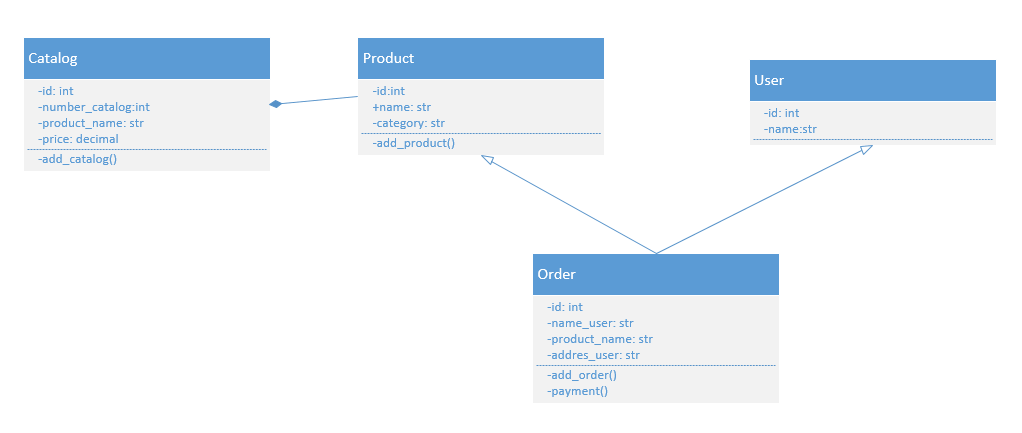 Catalog
-id: int
-number_catalog:int
-product_name: str
-price: decimal
-add_catalog()
Product
-id:int
+name: str
-category: str
-add_product()
User
-id: int
-name:str
Order
-id: int
-name_user: str
-product_name: str
-addres_user: str
-add_order()
-payment()